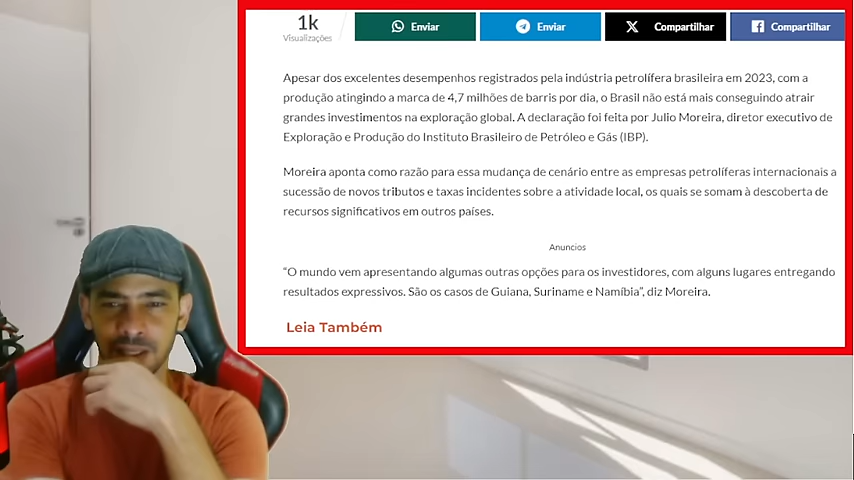 1k
Visualizações
Enviar
Enviar
Compartilhar
Compartilhar
Apesar dos excelentes desempenhos registrados pela indústria petrolífera brasileira em 2023, com a
produção atingindo a marca de 4,7 milhões de barris por dia, o Brasil não está mais conseguindo atrair
grandes investimentos na exploração global. A declaração foi feita por Julio Moreira, diretor executivo de
Exploração e Produção do Instituto Brasileiro de Petróleo e Gás (IBP).
Moreira aponta como razão para essa mudança de cenário entre as empresas petrolíferas internacionais a
sucessão de novos tributos e taxas incidentes sobre a atividade local, os quais se somam à descoberta de
recursos significativos em outros países.
Anuncios
"O mundo vem apresentando algumas outras opções para os investidores, com alguns lugares entregando
resultados expressivos. São os casos de Guiana, Suriname e Namíbia", diz Moreira.
Leia Também